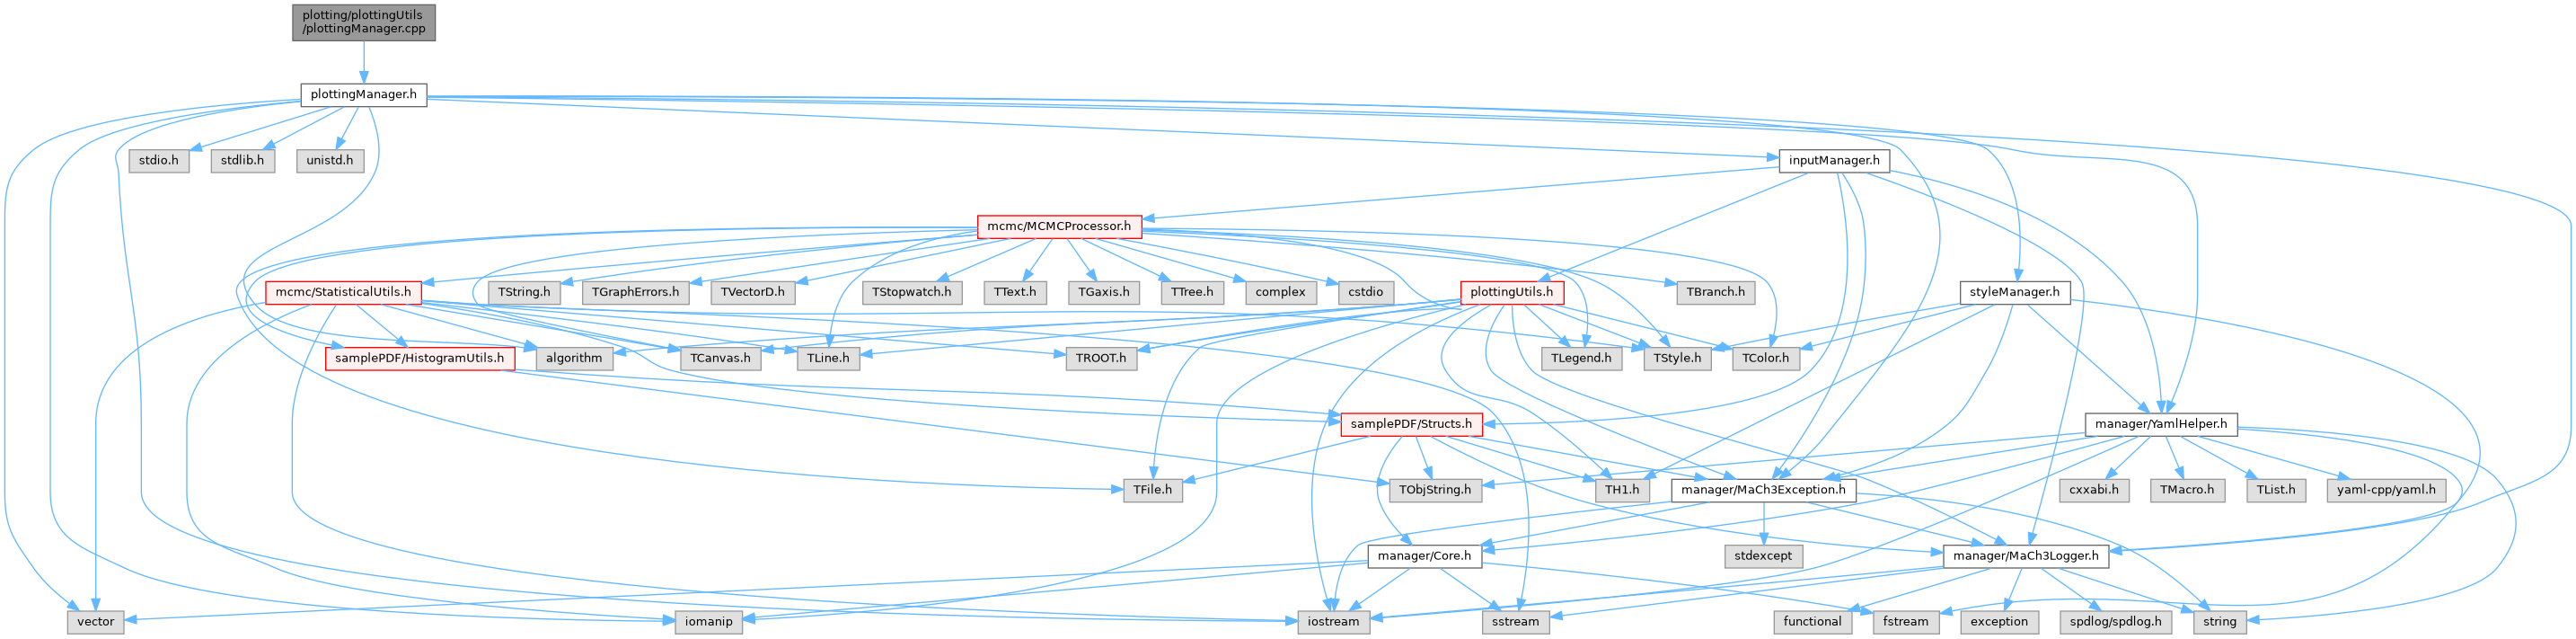 plotting/plottingUtils
/plottingManager.cpp
plottingManager.h
stdio.h
stdlib.h
unistd.h
inputManager.h
mcmc/MCMCProcessor.h
mcmc/StatisticalUtils.h
TString.h
TGraphErrors.h
TVectorD.h
TStopwatch.h
TText.h
TGaxis.h
TTree.h
complex
cstdio
plottingUtils.h
TBranch.h
styleManager.h
samplePDF/HistogramUtils.h
algorithm
TCanvas.h
TLine.h
TROOT.h
TLegend.h
TStyle.h
TColor.h
samplePDF/Structs.h
manager/YamlHelper.h
TFile.h
TObjString.h
TH1.h
manager/MaCh3Exception.h
cxxabi.h
TMacro.h
TList.h
yaml-cpp/yaml.h
manager/Core.h
stdexcept
manager/MaCh3Logger.h
vector
iomanip
iostream
sstream
functional
fstream
exception
spdlog/spdlog.h
string